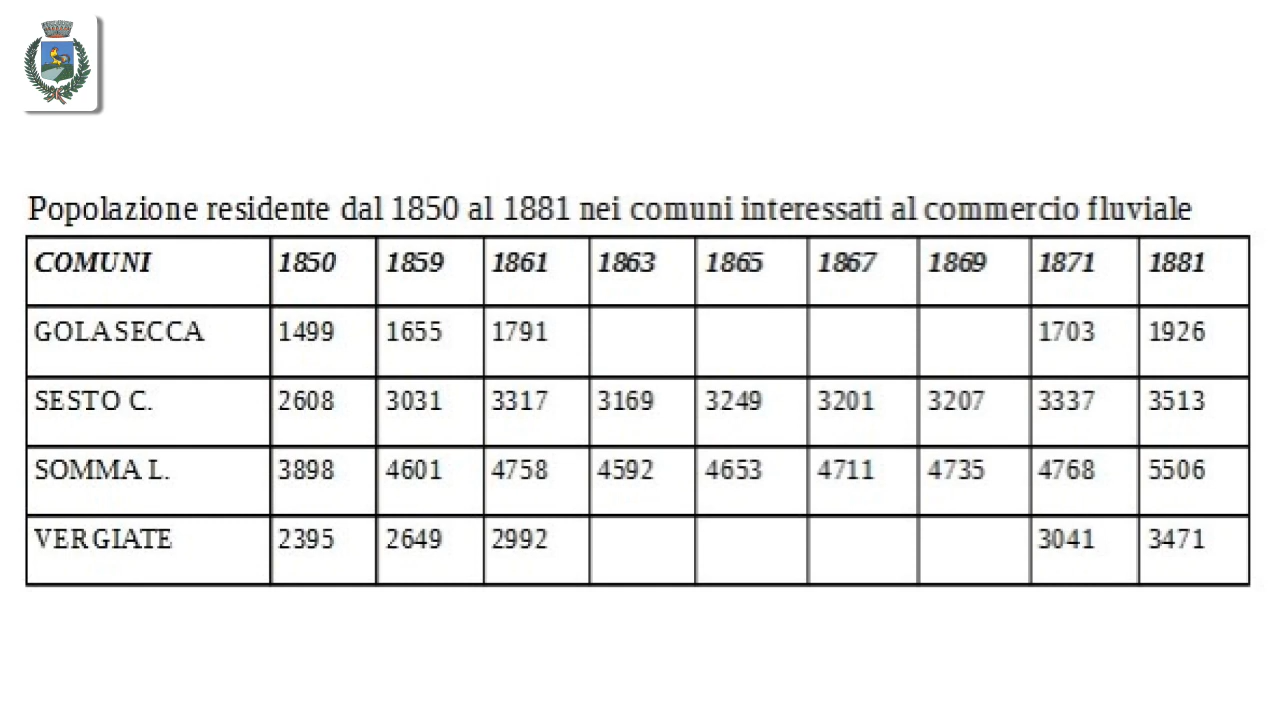 Popolazione residente dal 1850 al 1881 nei comuni interessati al commercio fluviale
COMUNI 1850 1859 1861 1863 1865 1867 1869 1871 1881
GOLASECCA 1499 1655 1791 1703 1926
SESTO C. 2608 3031 3317 3169 3249 3201 3207 3337 3513
SOMMA L. 3898 4601 4758 4592 4653 4711 4735 4768 5506
VERGIATE 2395 2649 2992 3041 3471